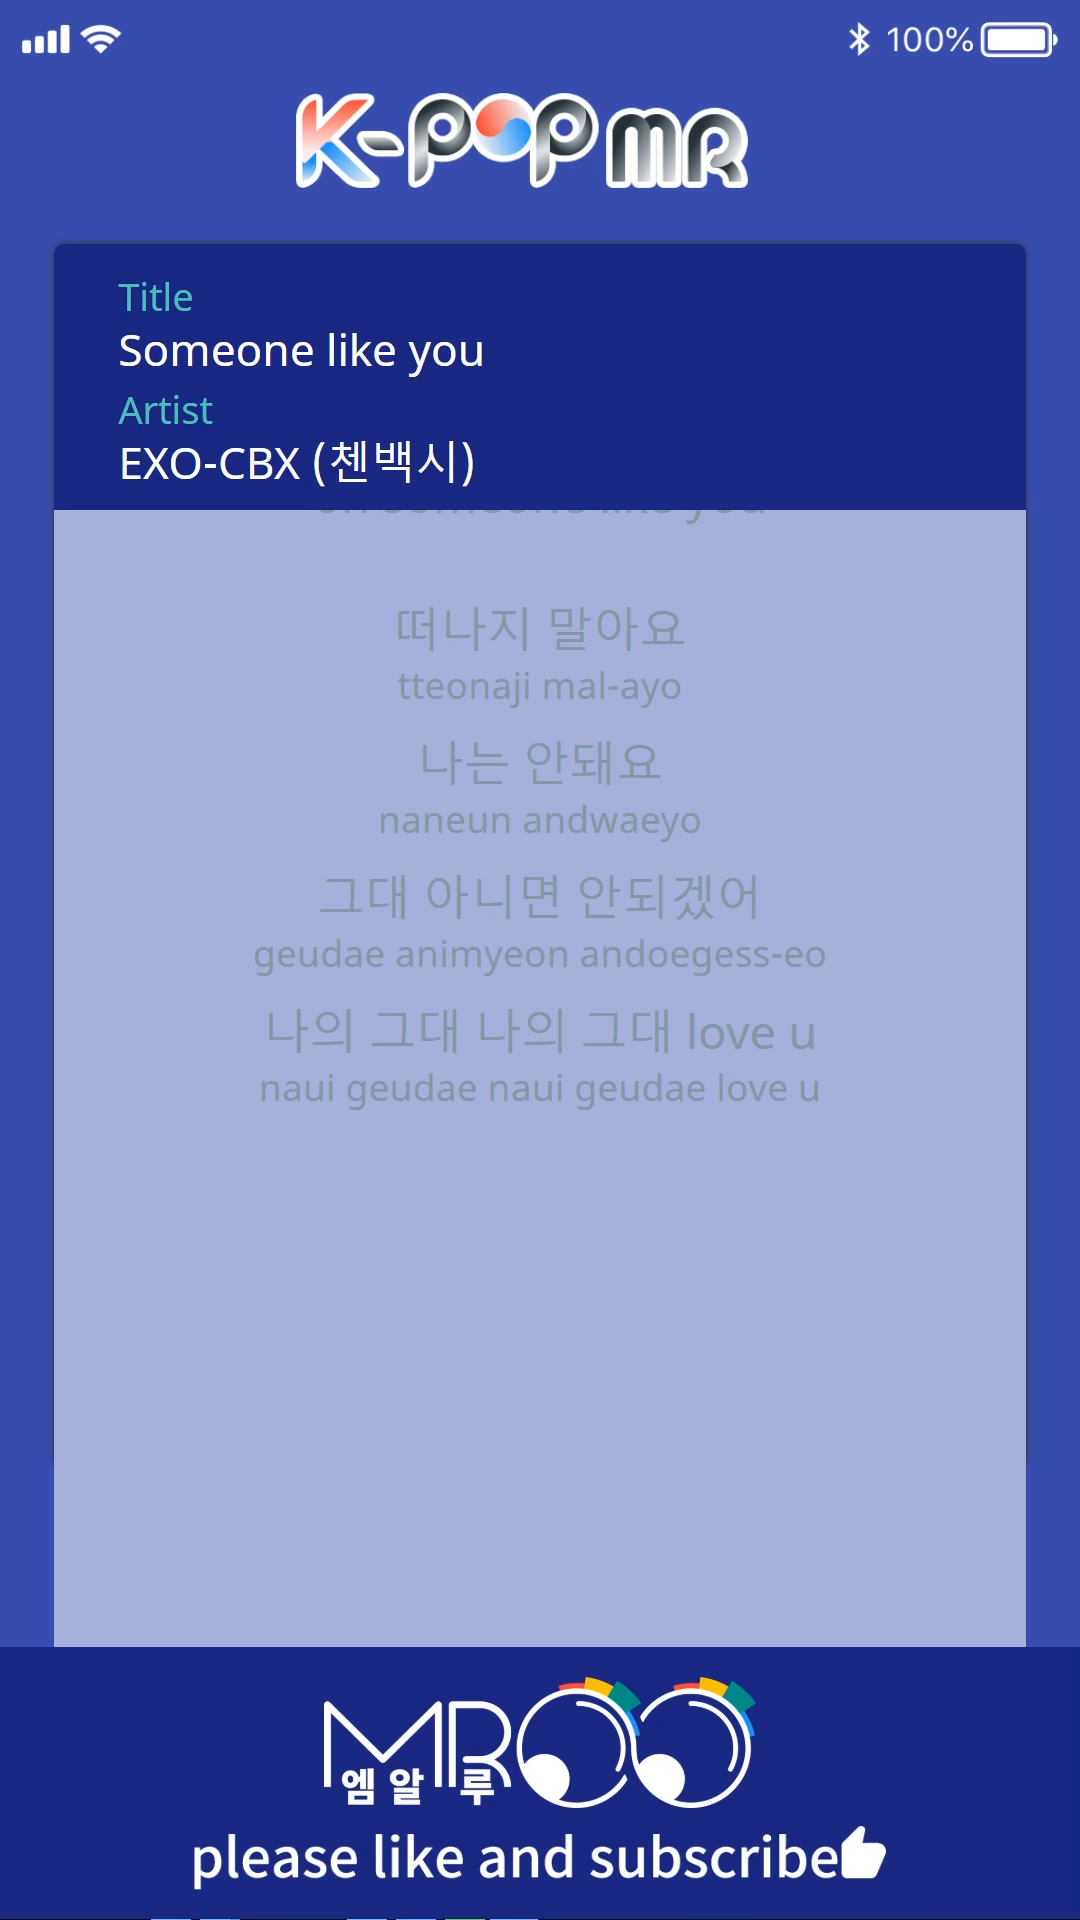 100%
K-POP MR
Title
Someone like you
Artist
EXO-CBX (첸백시)
떠나지 말아요
tteonaji mal-ayo
나는 안돼요
naneun andwaeyo
그대 아니면 안되겠어
geudae animyeon andoegess-eo
나의 그대 나의 그대 love u
naui geudae naui geudae love u
MROO
엠알루
please like and subscribe